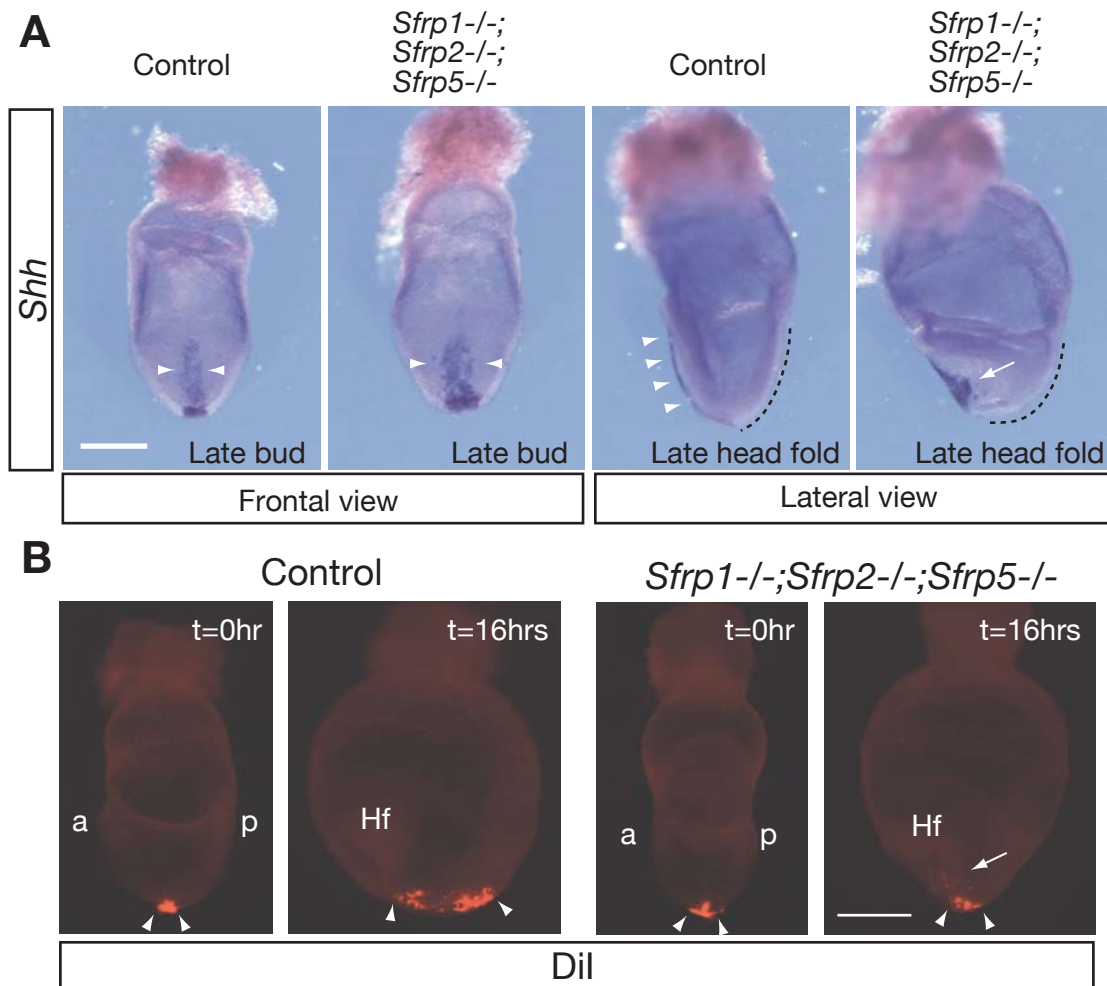 A
Control
Sfrp1-/-;
Sfrp2-/-;
Sfrp5-/-
Control
Sfrp1-/-;
Sfrp2-/-;
Sfrp5-/-
Shh
Late bud
Late bud
Late head fold
Late head fold
Frontal view
Lateral view
B
Control
Sfrp1-/-;Sfrp2-/-;Sfrp5-/-
t=0hr
t=16hrs
t=0hr
t=16hrs
a
p
Hf
a
p
Hf
DiI